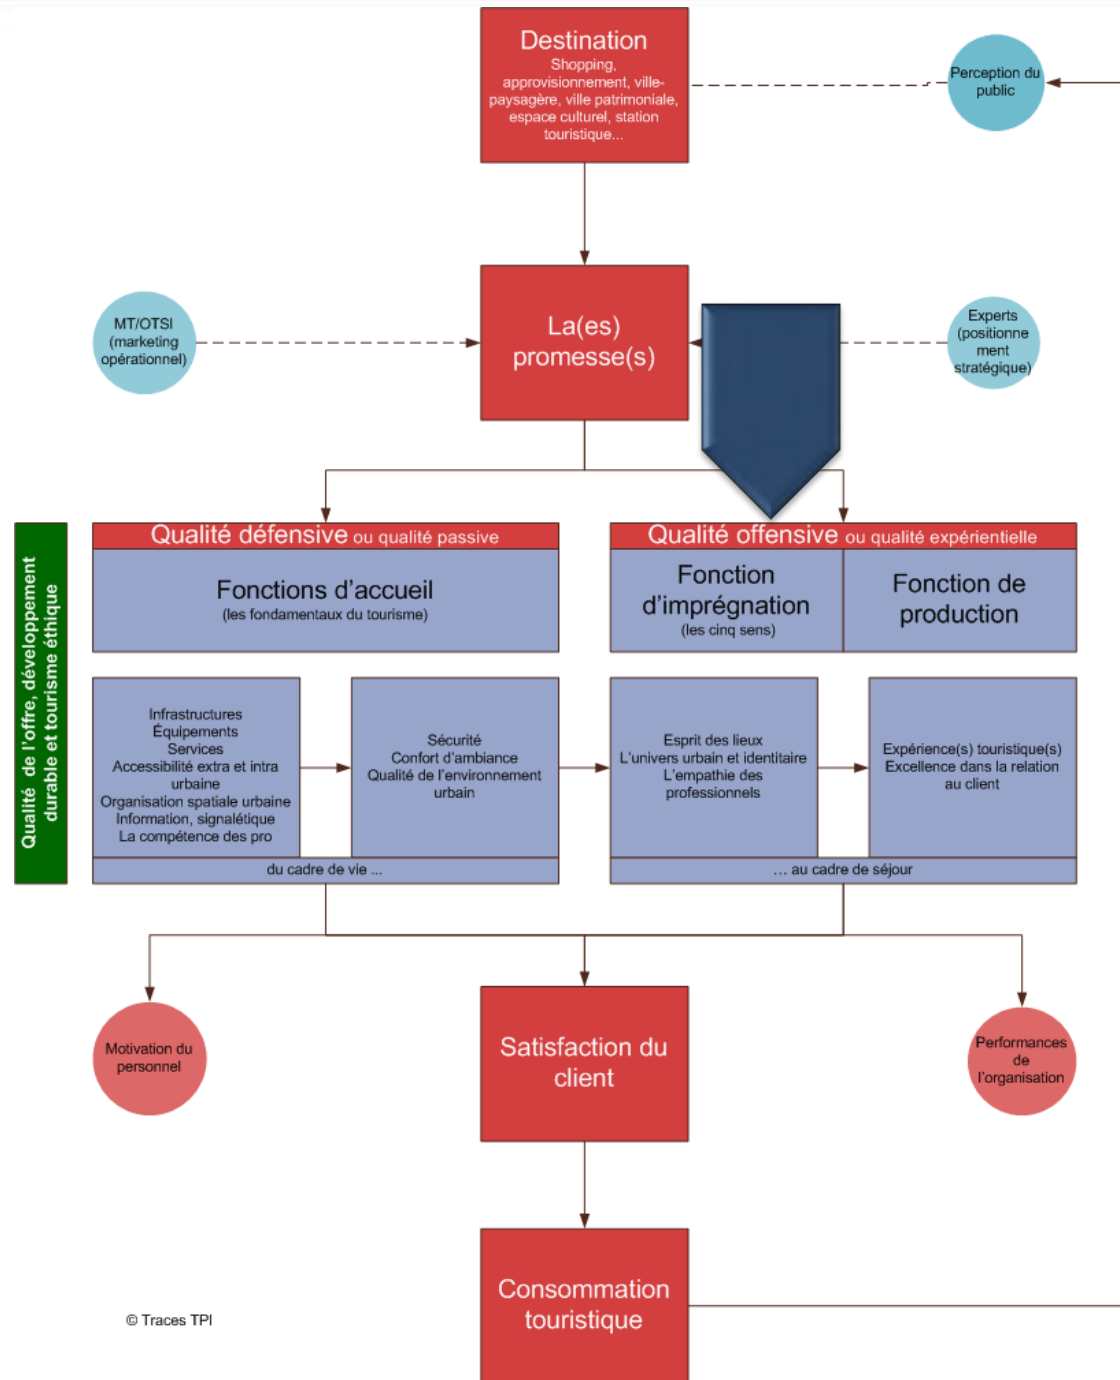 Destination
Shopping,
approvisionnement, ville-
paysagère, ville patrimoniale,
espace culturel, station
touristique...
Perception du
public
MT/OTSI
(marketing
opérationnel)
La(es)
promesse(s)
Experts
(positionne
ment
stratégique)
Qualité de l'offre, développement
durable et tourisme éthique
Qualité défensive ou qualité passive
Fonctions d'accueil
(les fondamentaux du tourisme)
Qualité offensive ou qualité expérientielle
Fonction
d'imprégnation
(les cinq sens)
Fonction de
production
Infrastructures
Équipements
Services
Accessibilité extra et intra
urbaine
Organisation spatiale urbaine
Information, signalétique
La compétence des pro
Sécurité
Confort d'ambiance
Qualité de l'environnement
urbain
Esprit des lieux
L'univers urbain et identitaire
L'empathie des
professionnels
Expérience(s) touristique(s)
Excellence dans la relation
au client
du cadre de vie ...
... au cadre de séjour
Motivation du
personnel
Satisfaction du
client
Performances
de
l'organisation
Consommation
touristique
© Traces TPI